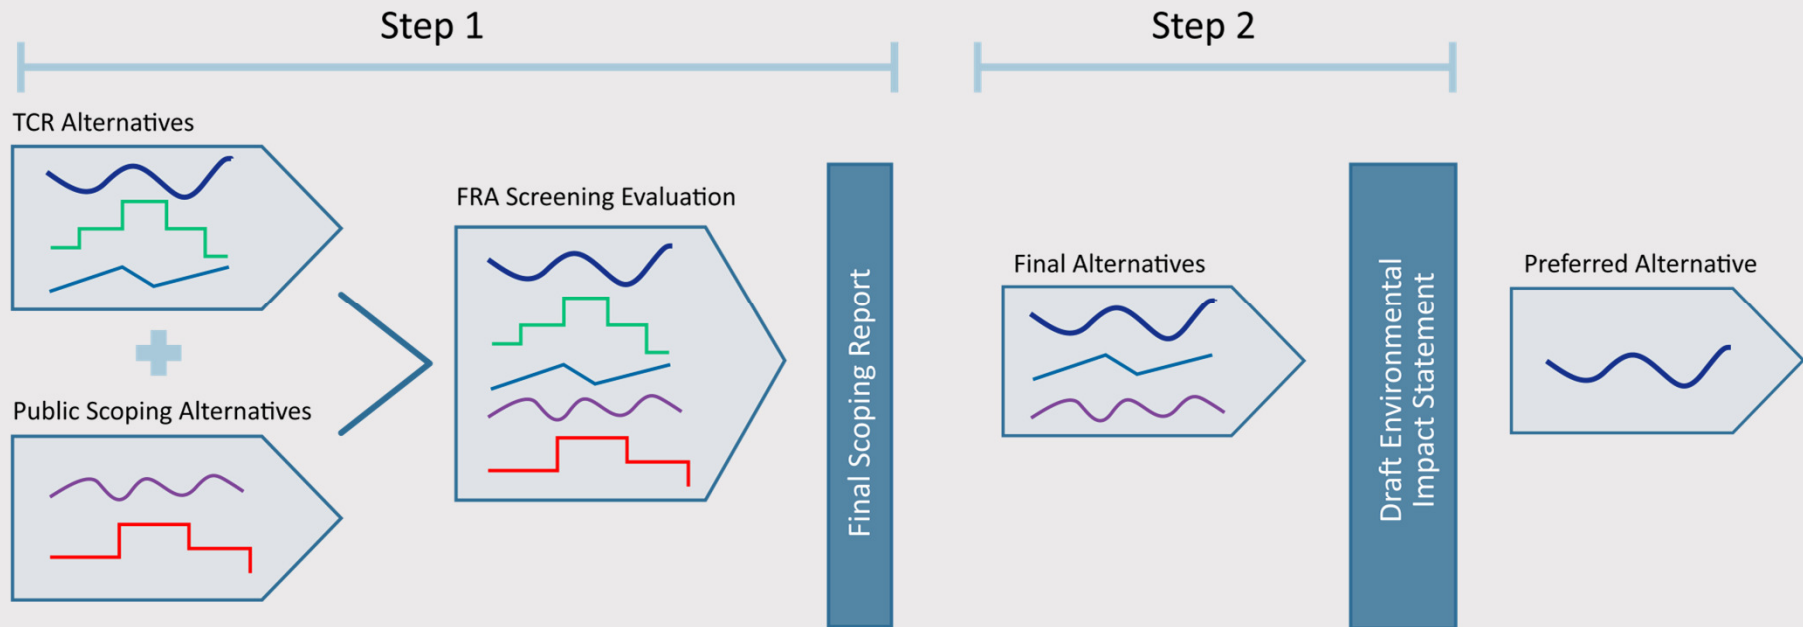 Step 1
Step 2
TCR Alternatives
FRA Screening Evaluation
Public Scoping Alternatives
Final Scoping Report
Final Alternatives
Draft Environmental
Impact Statement
Preferred Alternative